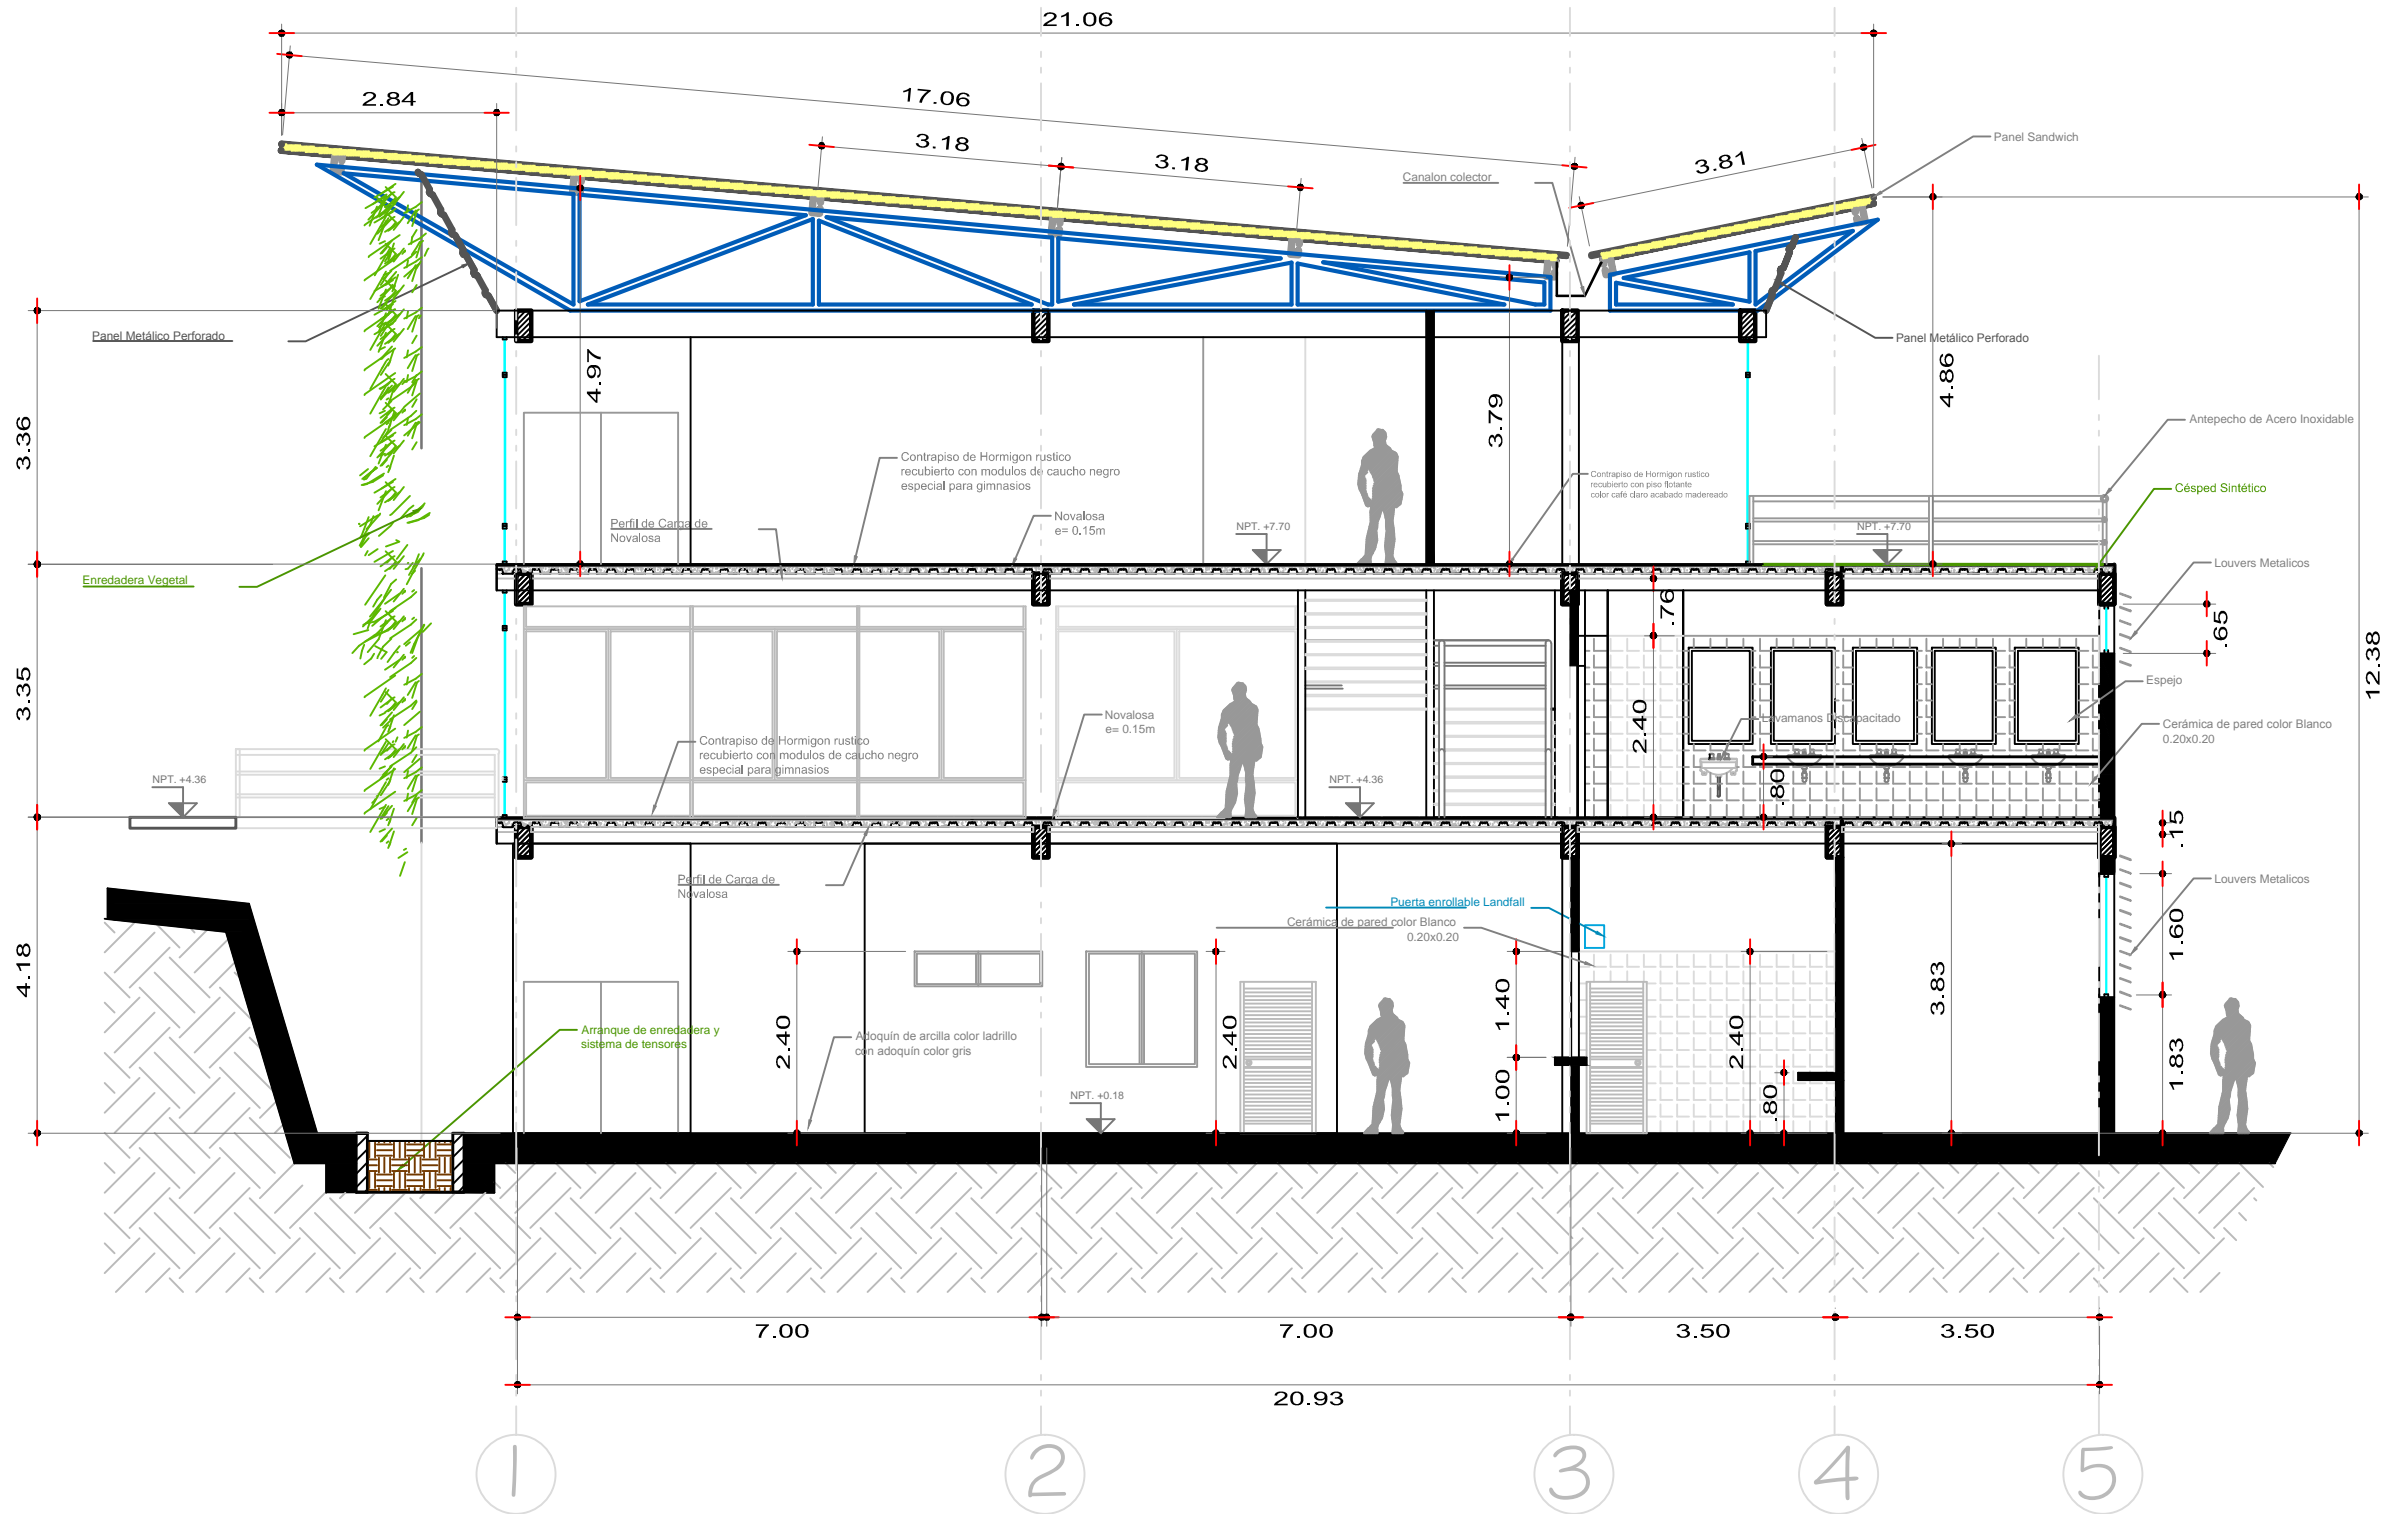 21.06
17.06
2.84
3.18
3.18
3.81
Panel Sandwich
Canalon colector
Panel Metálico Perforado
Panel Metálico Perforado
4.97
3.79
4.86
3.36
Antepecho de Acero Inoxidable
Contrapiso de Hormigon rustico
recubierto con modulos de caucho negro
especial para gimnasios
Contrapiso de Hormigon rustico
recubierto con piso flotante
color café claro acabado madereado
Césped Sintético
Perfil de Carga de
Novalosa
Novalosa
e= 0.15m
NPT. +7.70
NPT. +7.70
Louvers Metalicos
Enredadera Vegetal
.76
.65
12.38
3.35
2.40
Espejo
Lavamanos Discapacitado
Cerámica de pared color Blanco
0.20x0.20
Novalosa
e= 0.15m
Contrapiso de Hormigon rustico
recubierto con modulos de caucho negro
especial para gimnasios
NPT. +4.36
NPT. +4.36
.80
.15
Perfil de Carga de
Novalosa
Louvers Metalicos
Puerta enrollable Landfall
Cerámica de pared color Blanco
0.20x0.20
4.18
1.60
3.83
1.40
2.40
2.40
2.40
Arranque de enredadera y
sistema de tensores
Adoquín de arcilla color ladrillo
con adoquín color gris
NPT. +0.18
1.00
.80
1.83
7.00
7.00
3.50
3.50
20.93
1
2
3
4
5